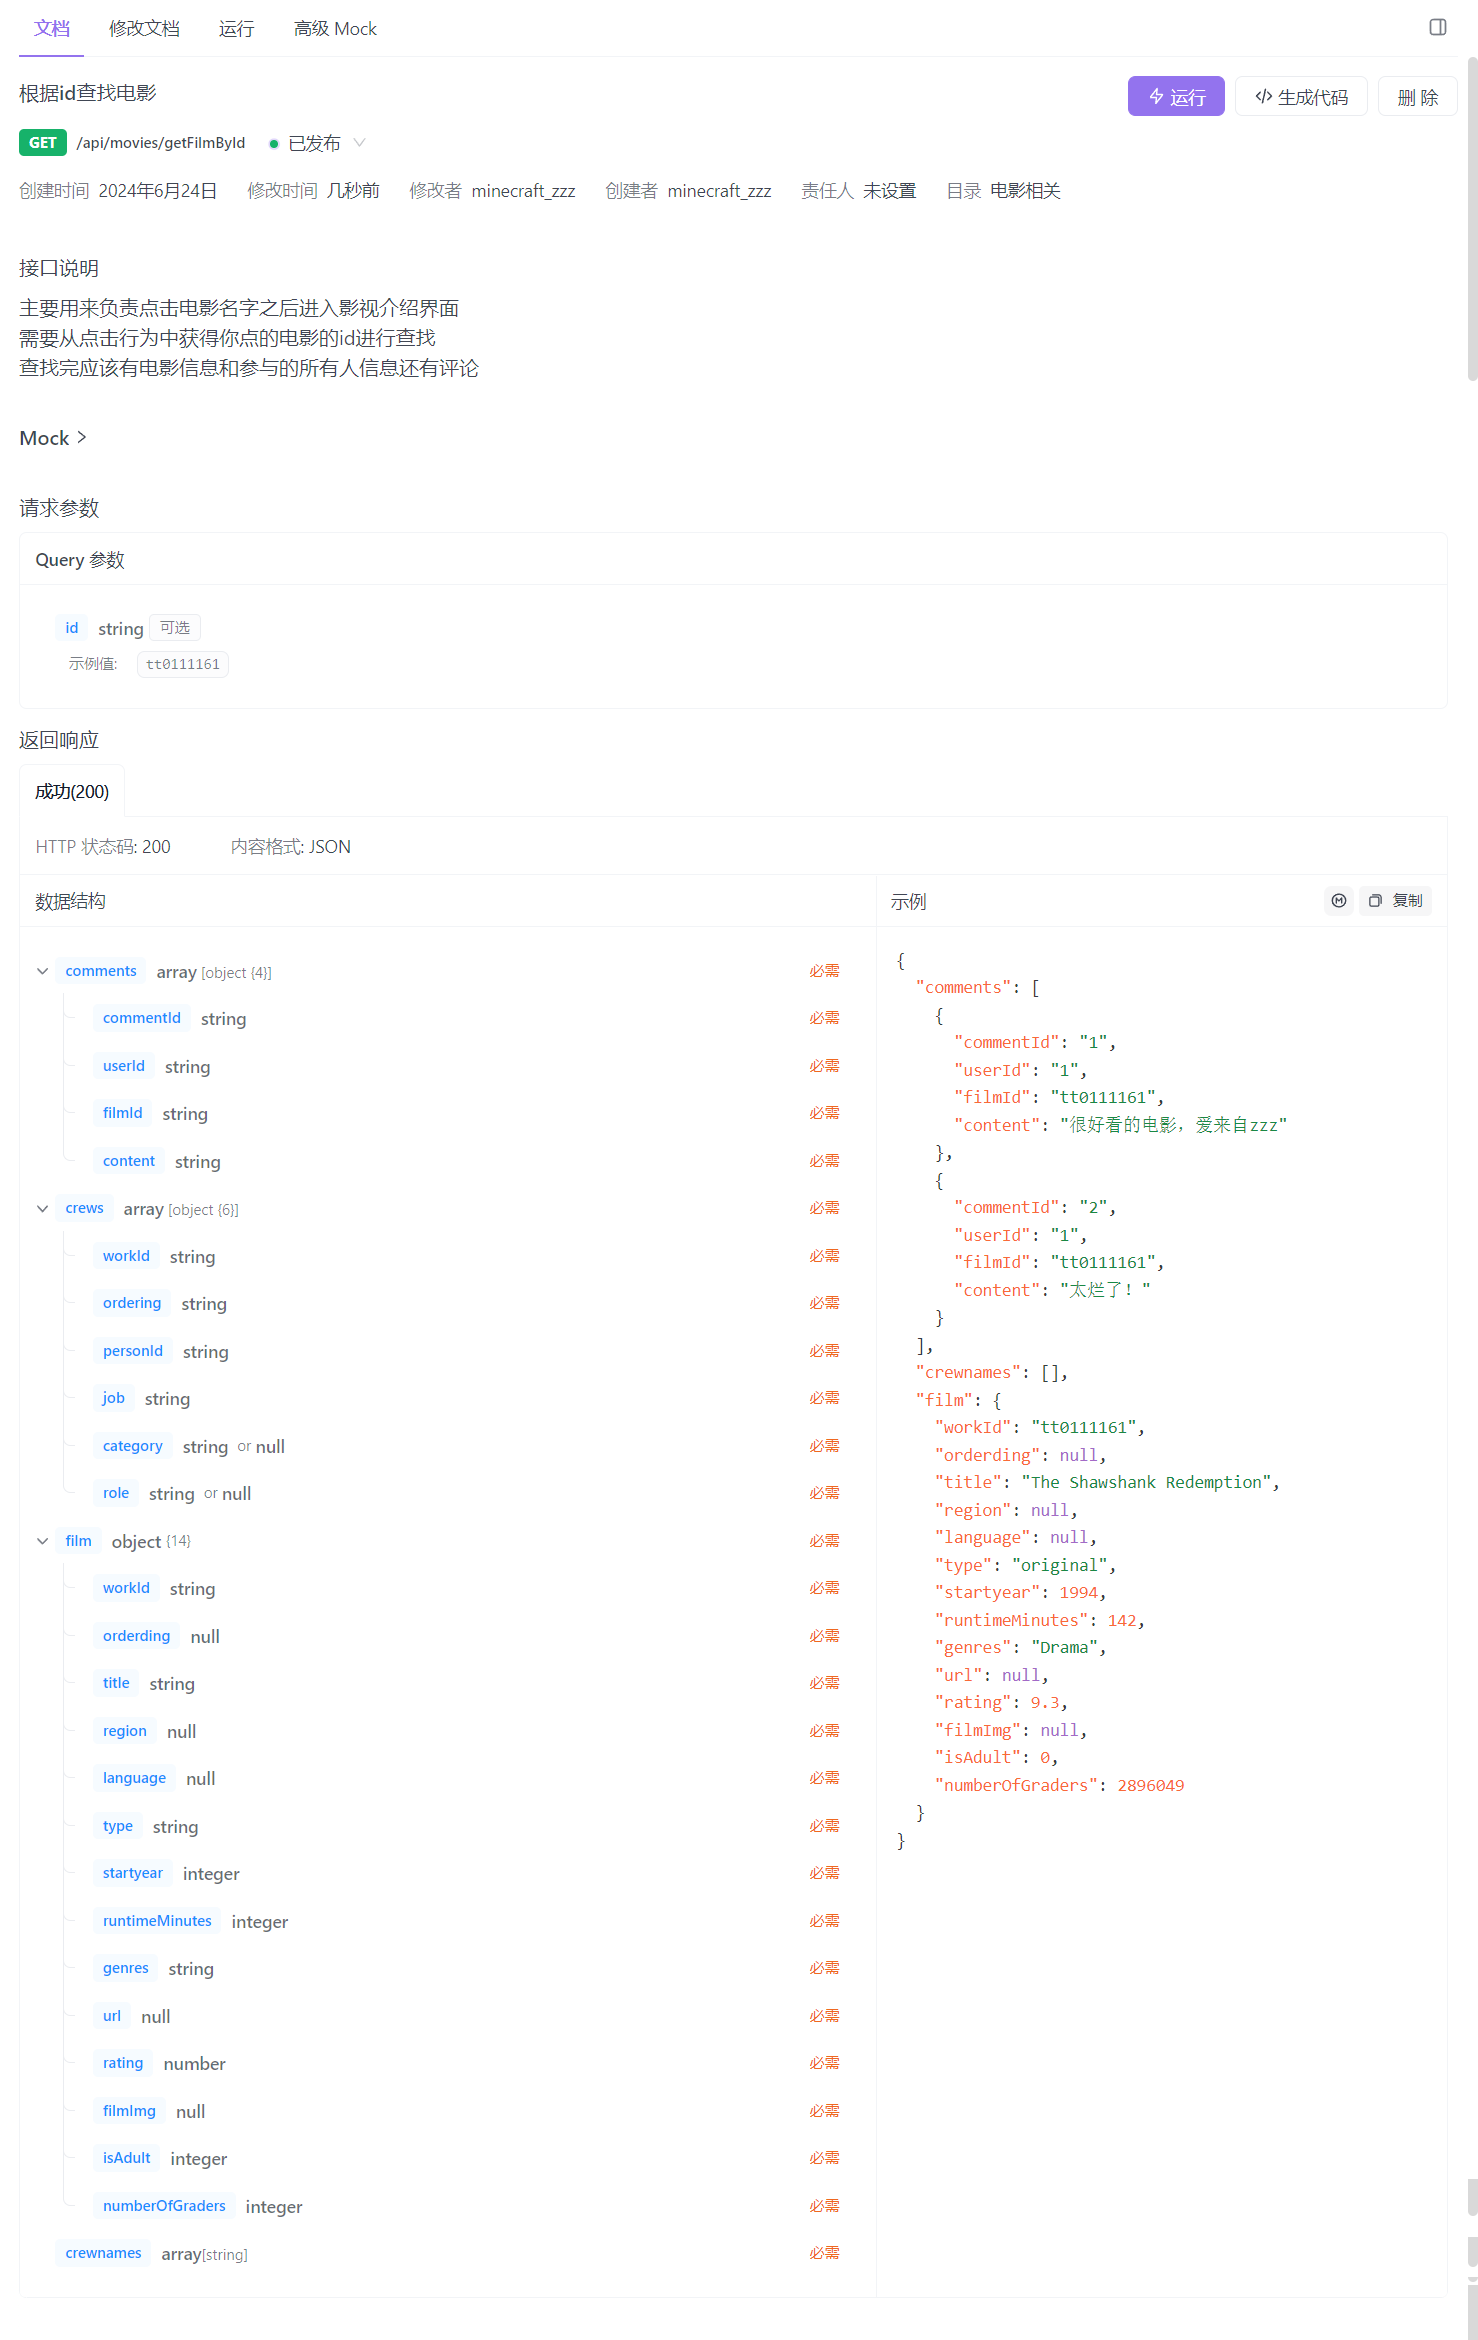 文档 修改文档 运行 高级 Mock
根据id查找电影
运行 生成代码 删 除
GET /api/movies/getFilmById 已发布
创建时间 2024年6月24日 修改时间 几秒前 修改者 minecraft_zzz 创建者 minecraft_zzz 责任人 未设置 目录 电影相关
接口说明
主要用来负责点击电影名字之后进入影视介绍界面
需要从点击行为中获得你点的电影的id进行查找
查找完应该有电影信息和参与的所有人信息还有评论
Mock
请求参数
Query 参数
id string 可选
示例值: tt0111161
返回响应
成功(200)
HTTP 状态码: 200 内容格式: JSON
数据结构
comments array [object {4}] 必需
commentId string 必需
userId string 必需
filmId string 必需
content string 必需
crews array [object {6}] 必需
workId string 必需
ordering string 必需
personId string 必需
job string 必需
category string or null 必需
role string or null 必需
film object {14} 必需
workId string 必需
orderding null 必需
title string 必需
region null 必需
language null 必需
type string 必需
startyear integer 必需
runtimeMinutes integer 必需
genres string 必需
url null 必需
rating number 必需
filmImg null 必需
isAdult integer 必需
numberOfGraders integer 必需
crewnames array[string] 必需
示例 复制
{
"comments": [
{
"commentId": "1",
"userId": "1",
"filmId": "tt0111161",
"content": "很好看的电影，爱来自zzz"
},
{
"commentId": "2",
"userId": "1",
"filmId": "tt0111161",
"content": "太烂了！"
}
],
"crewnames": [],
"film": {
"workId": "tt0111161",
"orderding": null,
"title": "The Shawshank Redemption",
"region": null,
"language": null,
"type": "original",
"startyear": 1994,
"runtimeMinutes": 142,
"genres": "Drama",
"url": null,
"rating": 9.3,
"filmImg": null,
"isAdult": 0,
"numberOfGraders": 2896049
}
}